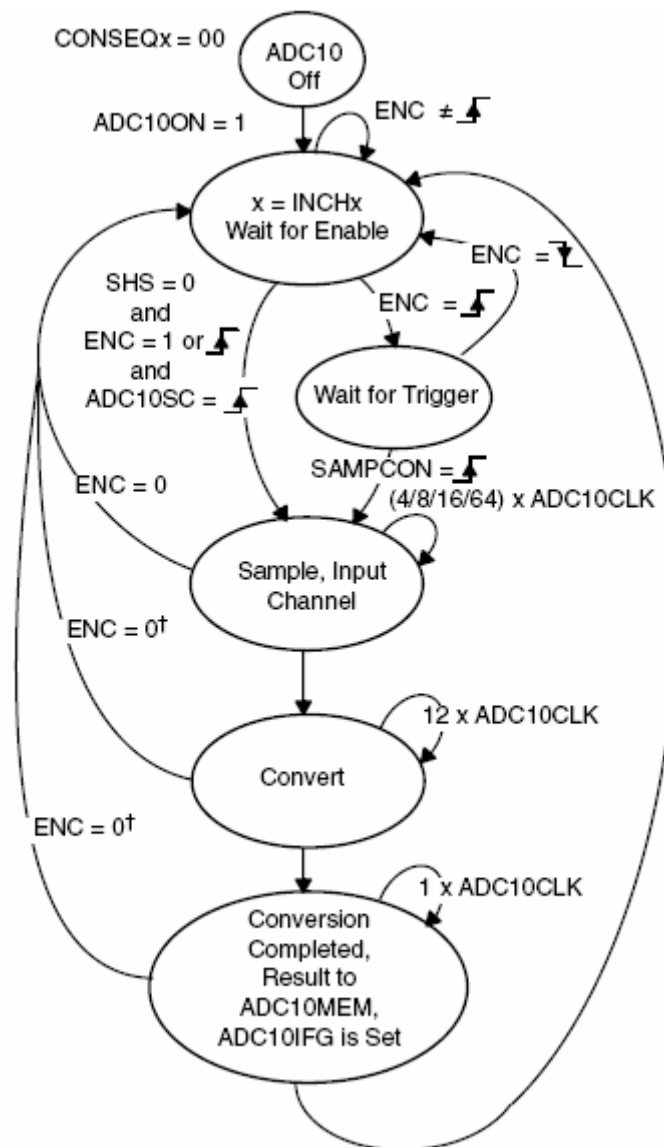 CONSEQx = 00
ADC10
Off
ADC10ON = 1
ENC ≠
x = INCHx
Wait for Enable
ENC =
SHS = 0
and
ENC = 1 or
and
ADC10SC =
ENC =
Wait for Trigger
SAMPCON =
(4/8/16/64) x ADC10CLK
ENC = 0
Sample, Input
Channel
ENC = 0†
12 x ADC10CLK
Convert
ENC = 0†
1 x ADC10CLK
Conversion
Completed,
Result to
ADC10MEM,
ADC10IFG is Set